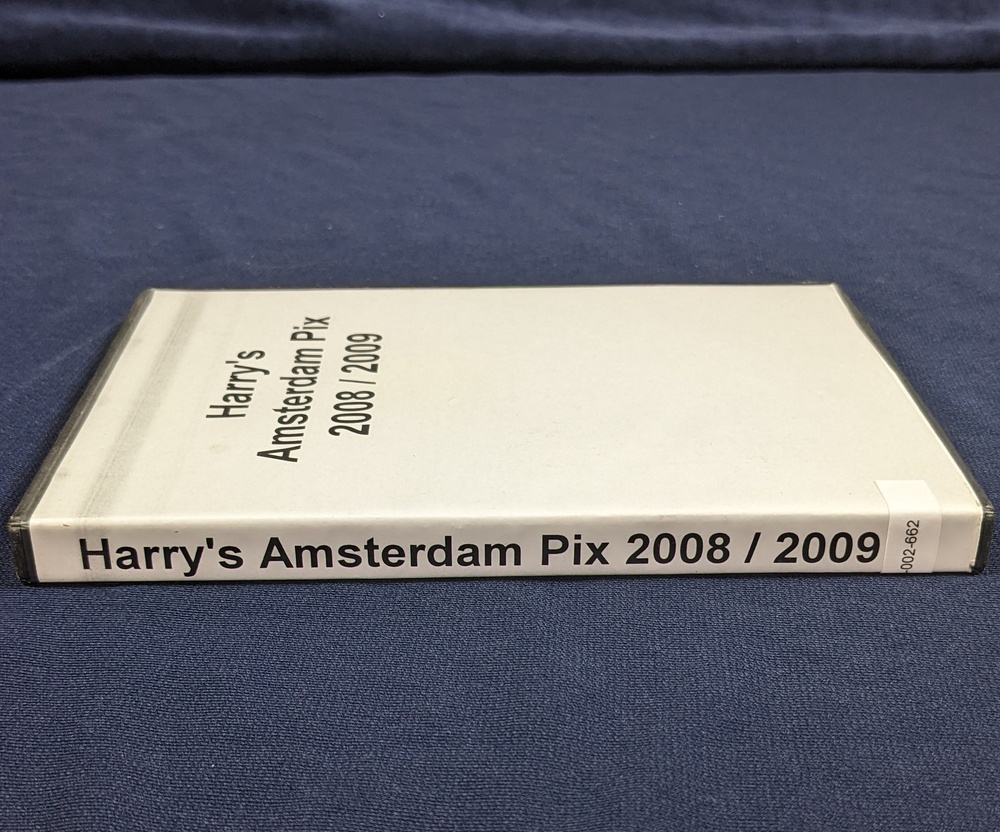 Harry's
Amsterdam Pix
2008 / 2009
Harry's Amsterdam Pix 2008 / 2009
-002-662